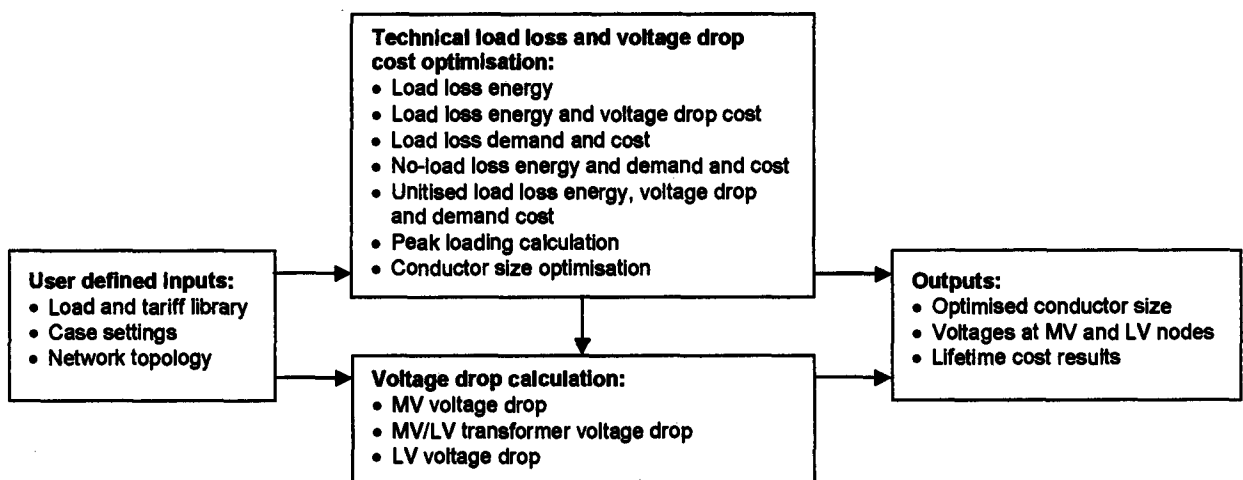 Technical load loss and voltage drop
cost optimisation:
• Load loss energy
• Load loss energy and voltage drop cost
• Load loss demand and cost
• No-load loss energy and demand and cost
• Unitised load loss energy, voltage drop
and demand cost
• Peak loading calculation
• Conductor size optimisation
User defined inputs:
• Load and tariff library
• Case settings
• Network topology
Voltage drop calculation:
• MV voltage drop
• MV/LV transformer voltage drop
• LV voltage drop
Outputs:
• Optimised conductor size
• Voltages at MV and LV nodes
• Lifetime cost results